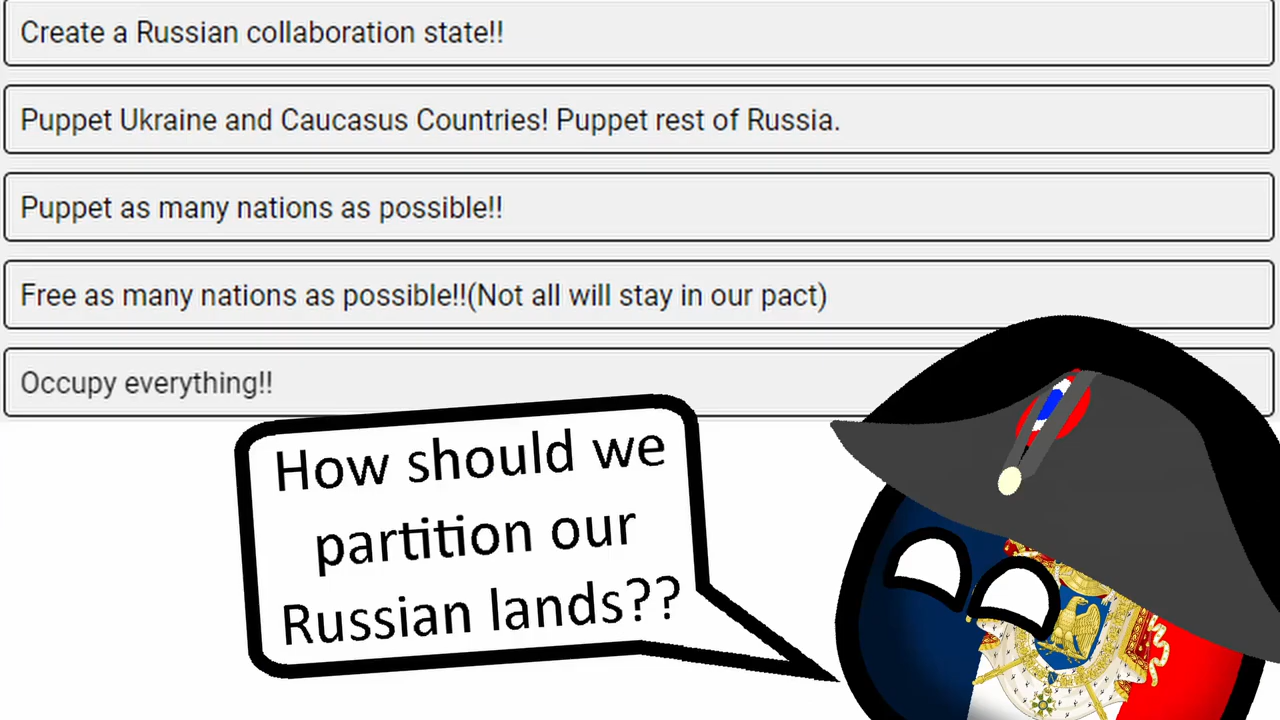 Create a Russian collaboration state!!
Puppet Ukraine and Caucasus Countries! Puppet rest of Russia.
Puppet as many nations as possible!!
Free as many nations as possible!!(Not all will stay in our pact)
Occupy everything!!
How should we
partition our
Russian lands??